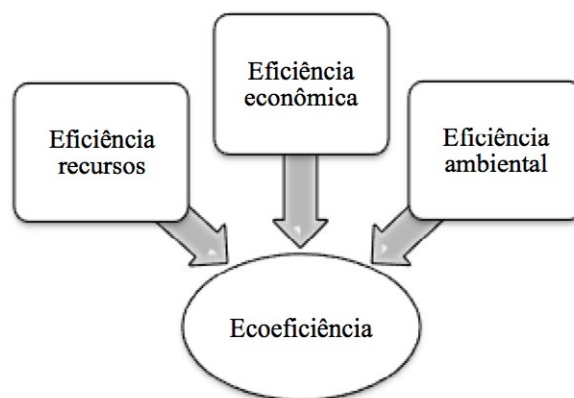 Eficiência
recursos
Eficiência
econômica
Eficiência
ambiental
Ecoeficiência